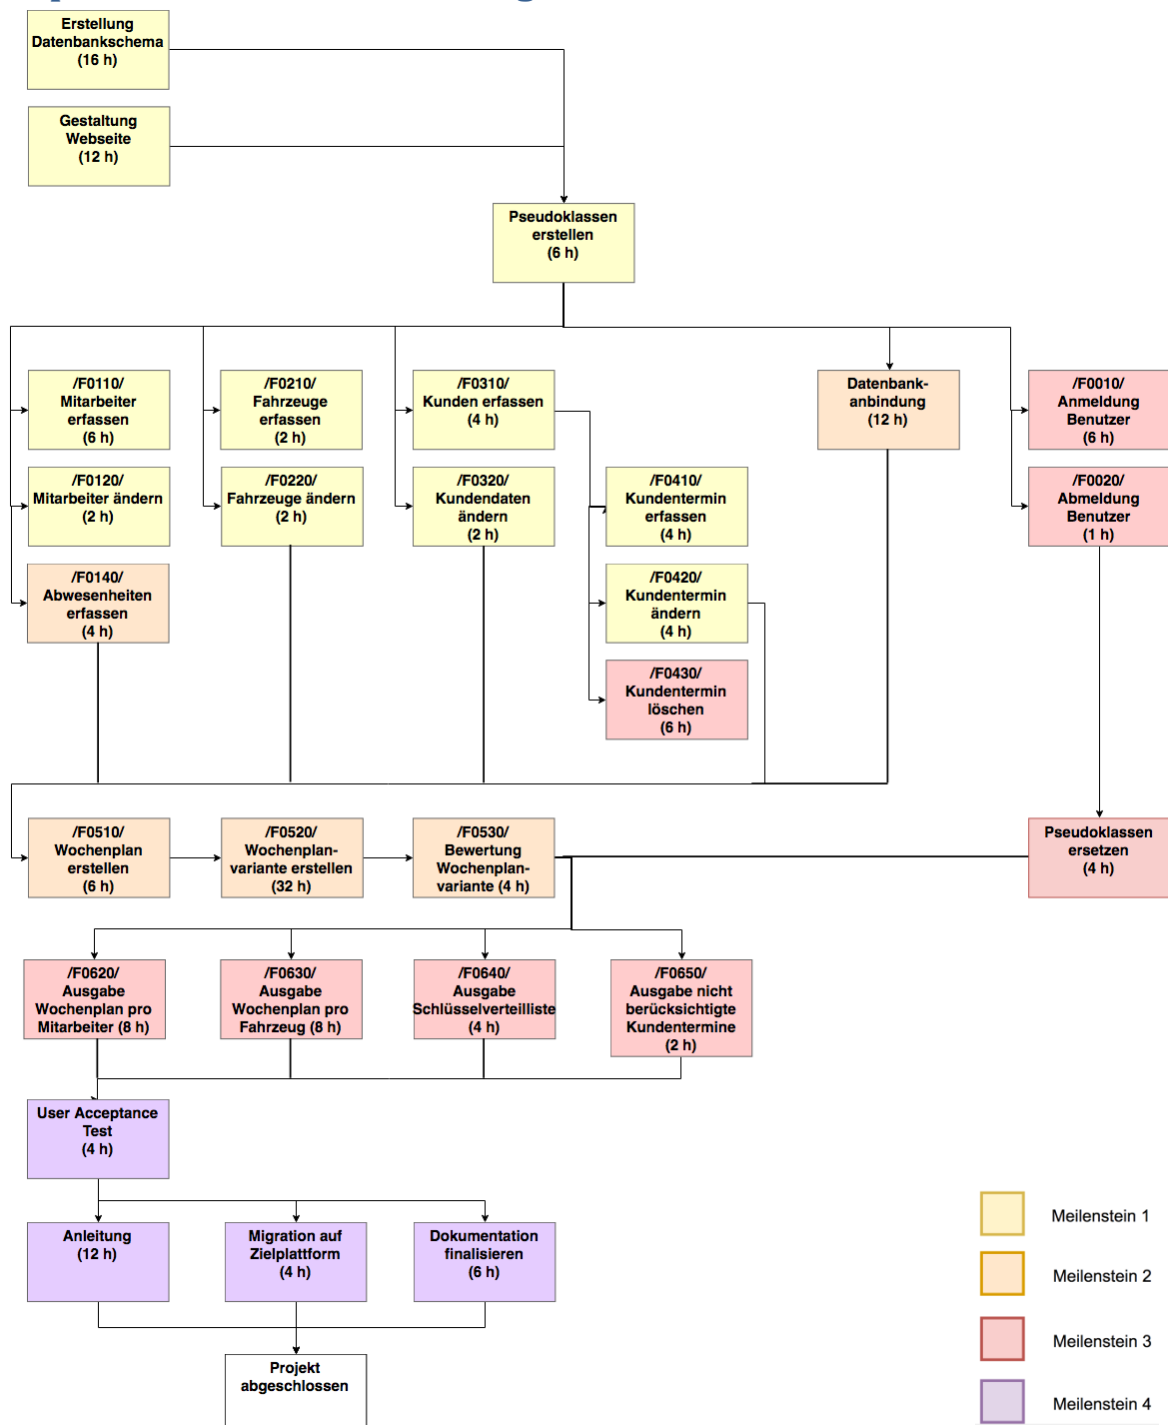 Erstellung
Datenbankschema
(16 h)
Gestaltung
Webseite
(12 h)
Pseudoklassen
erstellen
(6 h)
/F0110/
Mitarbeiter
erfassen
(6 h)
/F0210/
Fahrzeuge
erfassen
(2 h)
/F0310/
Kunden erfassen
(4 h)
Datenbank-
anbindung
(12 h)
/F0010/
Anmeldung
Benutzer
(6 h)
/F0120/
Mitarbeiter ändern
(2 h)
/F0220/
Fahrzeuge ändern
(2 h)
/F0320/
Kundendaten
ändern
(2 h)
/F0410/
Kundentermin
erfassen
(4 h)
/F0020/
Abmeldung
Benutzer
(1 h)
/F0140/
Abwesenheiten
erfassen
(4 h)
/F0420/
Kundentermin
ändern
(4 h)
/F0430/
Kundentermin
löschen
(6 h)
/F0510/
Wochenplan
erstellen
(6 h)
/F0520/
Wochenplan-
variante erstellen
(32 h)
/F0530/
Bewertung
Wochenplan-
variante (4 h)
Pseudoklassen
ersetzen
(4 h)
/F0620/
Ausgabe
Wochenplan pro
Mitarbeiter (8 h)
/F0630/
Ausgabe
Wochenplan pro
Fahrzeug (8 h)
/F0640/
Ausgabe
Schlüsselverteilliste
(4 h)
/F0650/
Ausgabe nicht
berücksichtigte
Kundentermine
(2 h)
User Acceptance
Test
(4 h)
Anleitung
(12 h)
Migration auf
Zielplattform
(4 h)
Dokumentation
finalisieren
(6 h)
Projekt
abgeschlossen
Meilenstein 1
Meilenstein 2
Meilenstein 3
Meilenstein 4